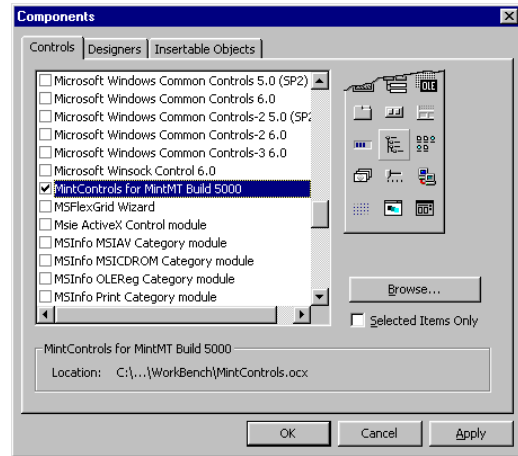 Components
Controls Designers Insertable Objects
Microsoft Windows Common Controls 5.0 (SP2)
Microsoft Windows Common Controls 6.0
Microsoft Windows Common Controls-2 5.0 (SP2
Microsoft Windows Common Controls-2 6.0
Microsoft Windows Common Controls-3 6.0
Microsoft Winsock Control 6.0
MintControls for MintMT Build 5000
MSFlexGrid Wizard
Msie ActiveX Control module
MSInfo MSIAV Category module
MSInfo MSICDROM Category module
MSInfo OLEReg Category module
MSInfo Print Category module
OLE
Browse...
Selected Items Only
MintControls for MintMT Build 5000
Location: C:\...\WorkBench\MintControls.ocx
OK Cancel Apply